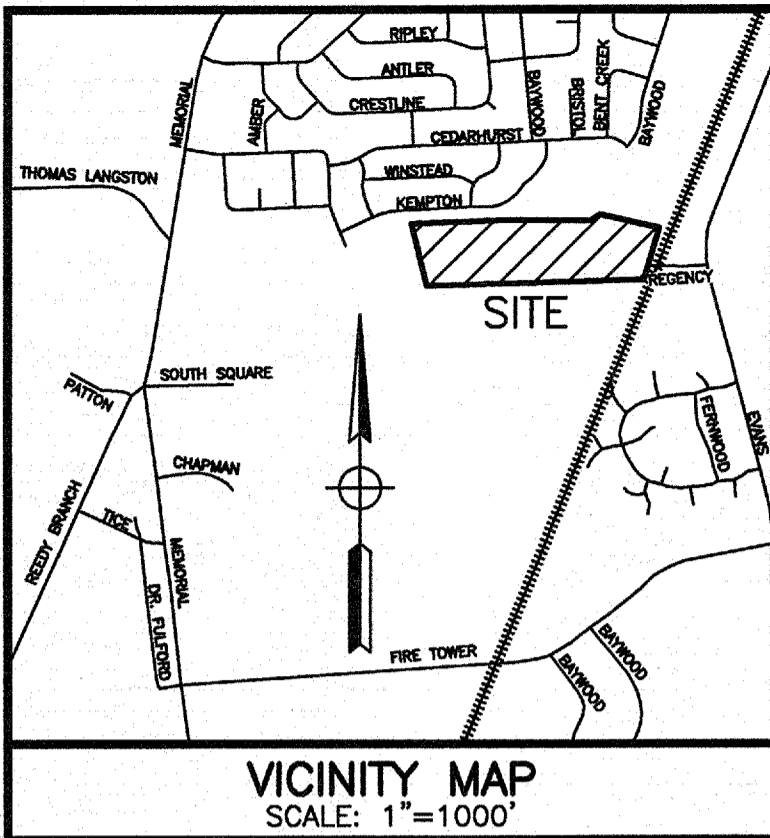 RIPLEY
ANTLER
CRESTLINE
AMBER
MEMORIAL
BAYWOOD
BRISTOL
BENT CREEK
BAYWOOD
CEDARHURST
THOMAS LANGSTON
WINSTEAD
KEMPTON
REGENCY
SITE
SOUTH SQUARE
PATTON
CHAPMAN
FERNWOOD
EVANS
REEDY BRANCH
TICE
MEMORIAL
DR. FULFORD
FIRE TOWER
BAYWOOD
BAYWOOD
VICINITY MAP
SCALE: 1"=1000'